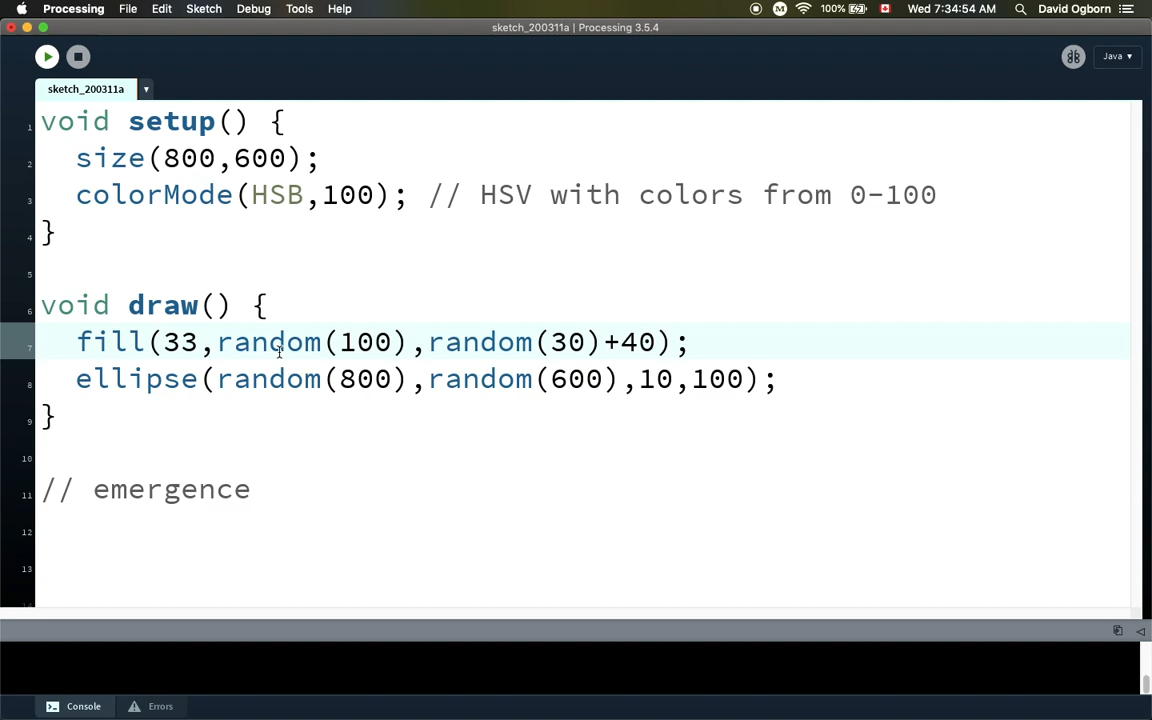 Processing File Edit Sketch Debug Tools Help M 100% Wed 7:34:54 AM David Ogborn
sketch_200311a | Processing 3.5.4
Java ▾
sketch_200311a ▾
1 void setup() {
2 size(800,600);
3 colorMode(HSB,100); // HSV with colors from 0-100
4 }
5
6 void draw() {
7 fill(33,random(100),random(30)+40);
8 ellipse(random(800),random(600),10,100);
9 }
10
11 // emergence
12
13
Console Errors